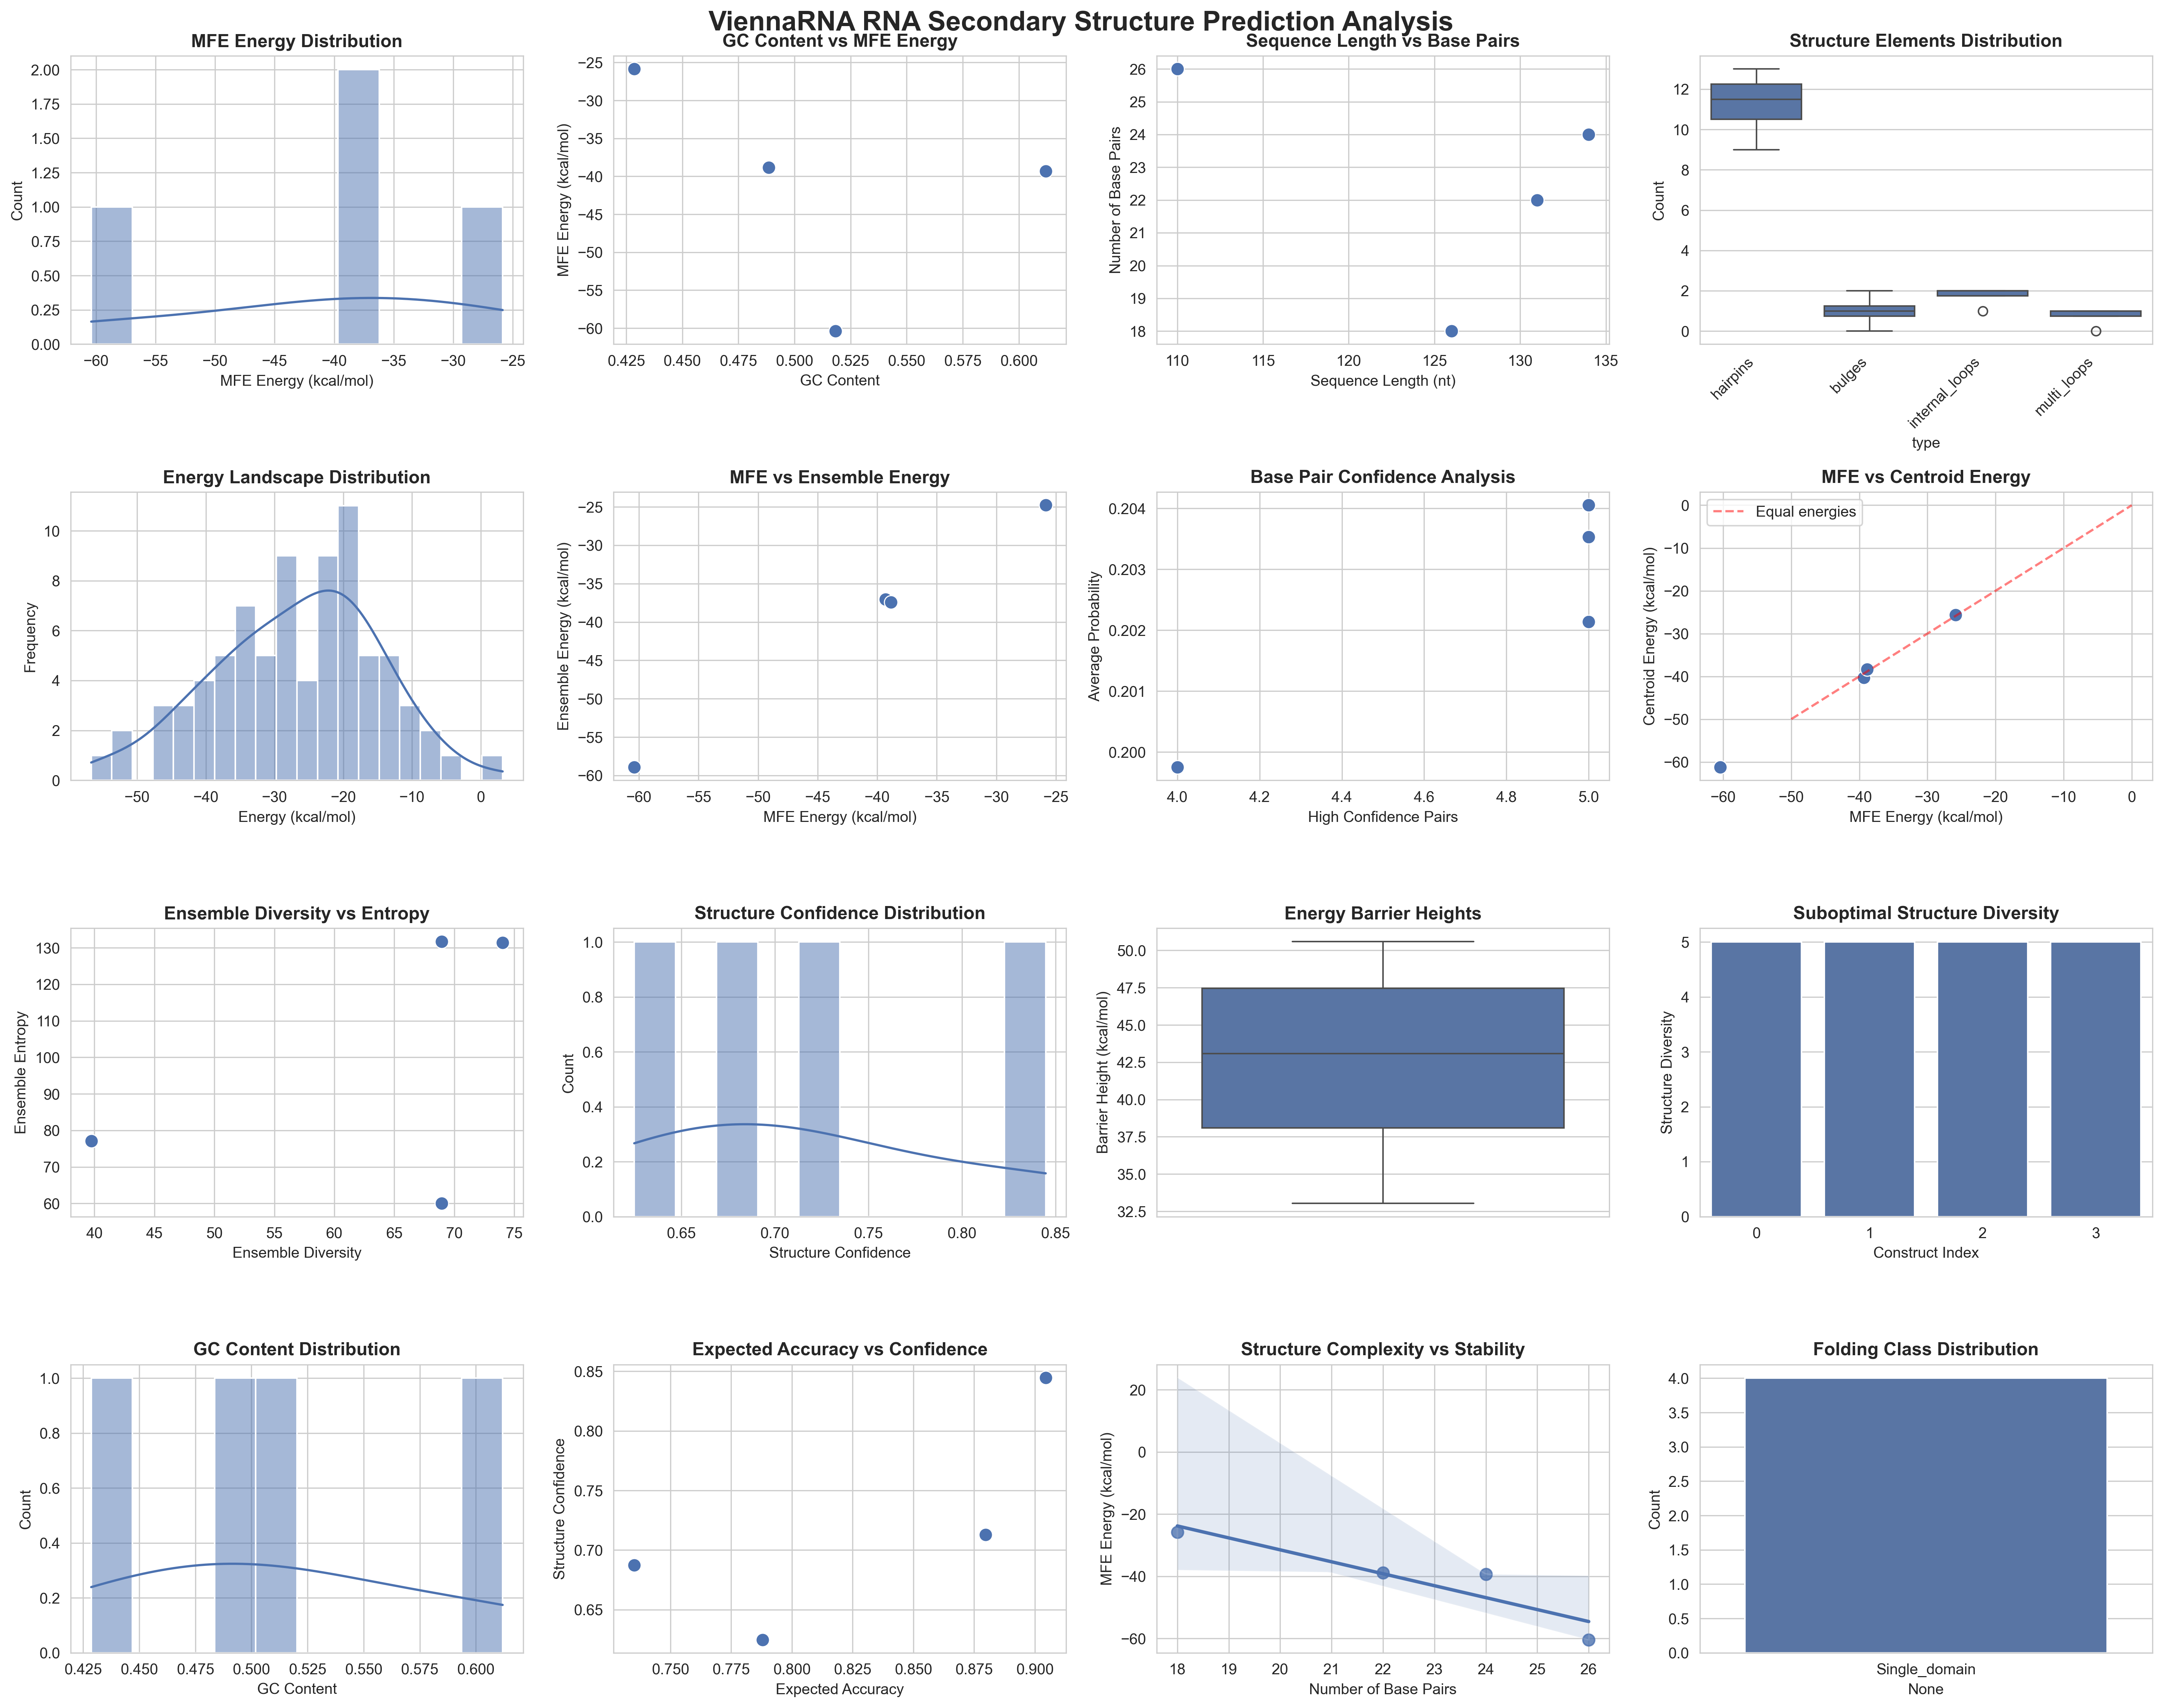 ViennaRNA RNA Secondary Structure Prediction Analysis
MFE Energy Distribution
2.00
1.75
1.50
1.25
1.00
0.75
0.50
0.25
0.00
Count
−60 −55 −50 −45 −40 −35 −30 −25
MFE Energy (kcal/mol)
GC Content vs MFE Energy
−25
−30
−35
−40
−45
−50
−55
−60
MFE Energy (kcal/mol)
0.425 0.450 0.475 0.500 0.525 0.550 0.575 0.600
GC Content
Sequence Length vs Base Pairs
26
25
24
23
22
21
20
19
18
Number of Base Pairs
110 115 120 125 130 135
Sequence Length (nt)
Structure Elements Distribution
12
10
8
6
4
2
0
Count
hairpins
bulges
internal_loops
multi_loops
type
Energy Landscape Distribution
10
8
6
4
2
0
Frequency
−50 −40 −30 −20 −10 0
Energy (kcal/mol)
MFE vs Ensemble Energy
−25
−30
−35
−40
−45
−50
−55
−60
Ensemble Energy (kcal/mol)
−60 −55 −50 −45 −40 −35 −30 −25
MFE Energy (kcal/mol)
Base Pair Confidence Analysis
0.204
0.203
0.202
0.201
0.200
Average Probability
4.0 4.2 4.4 4.6 4.8 5.0
High Confidence Pairs
MFE vs Centroid Energy
Equal energies
0
−10
−20
−30
−40
−50
−60
Centroid Energy (kcal/mol)
−60 −50 −40 −30 −20 −10 0
MFE Energy (kcal/mol)
Ensemble Diversity vs Entropy
130
120
110
100
90
80
70
60
Ensemble Entropy
40 45 50 55 60 65 70 75
Ensemble Diversity
Structure Confidence Distribution
1.0
0.8
0.6
0.4
0.2
0.0
Count
0.65 0.70 0.75 0.80 0.85
Structure Confidence
Energy Barrier Heights
50.0
47.5
45.0
42.5
40.0
37.5
35.0
32.5
Barrier Height (kcal/mol)
Suboptimal Structure Diversity
5
4
3
2
1
0
Structure Diversity
0 1 2 3
Construct Index
GC Content Distribution
1.0
0.8
0.6
0.4
0.2
0.0
Count
0.425 0.450 0.475 0.500 0.525 0.550 0.575 0.600
GC Content
Expected Accuracy vs Confidence
0.85
0.80
0.75
0.70
0.65
Structure Confidence
0.750 0.775 0.800 0.825 0.850 0.875 0.900
Expected Accuracy
Structure Complexity vs Stability
20
0
−20
−40
−60
MFE Energy (kcal/mol)
18 19 20 21 22 23 24 25 26
Number of Base Pairs
Folding Class Distribution
4.0
3.5
3.0
2.5
2.0
1.5
1.0
0.5
0.0
Count
Single_domain
None